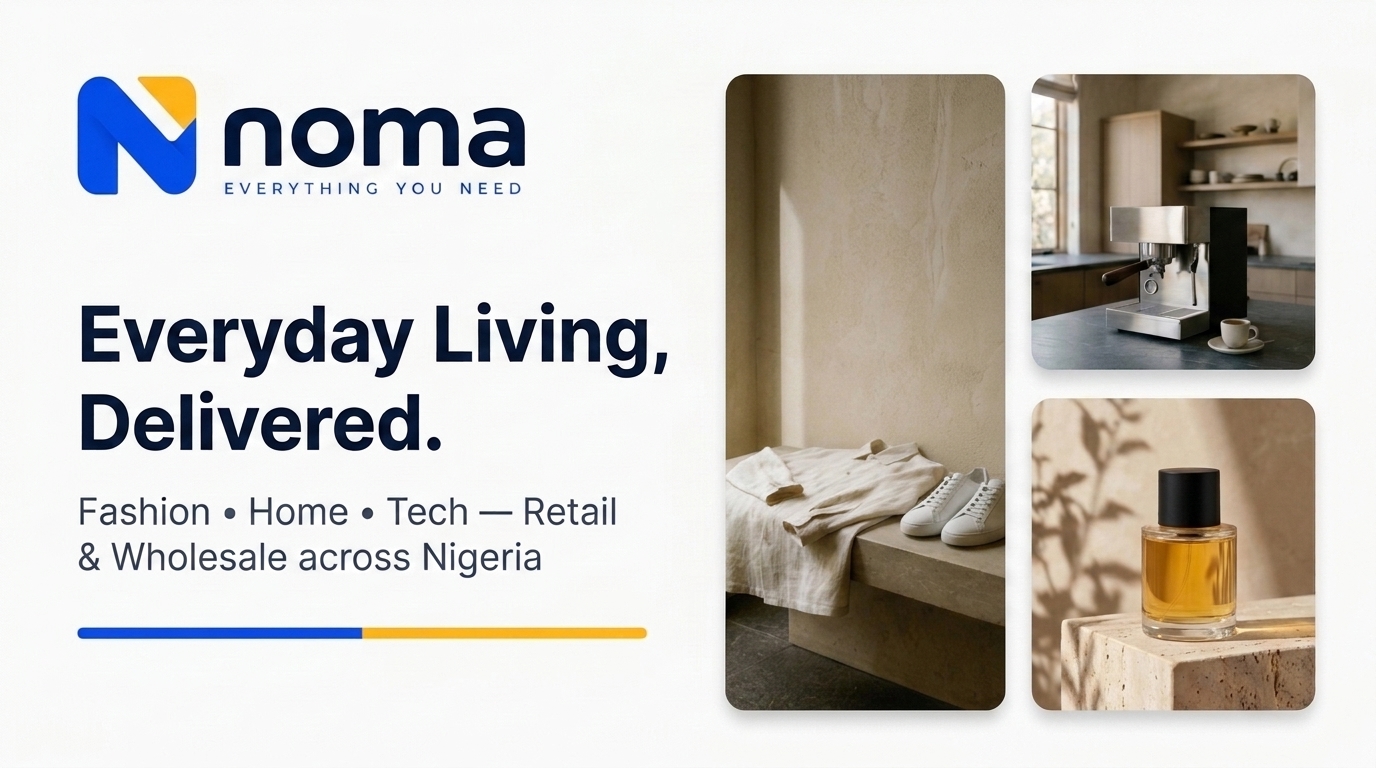 noma
EVERYTHING YOU NEED
Everyday Living,
Delivered.
Fashion • Home • Tech — Retail
& Wholesale across Nigeria